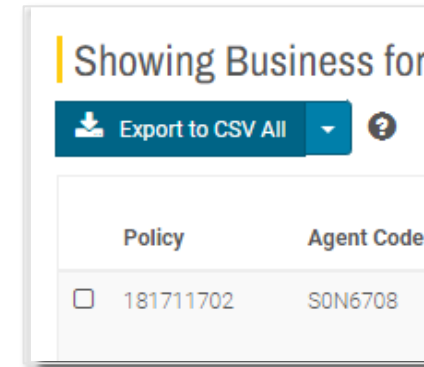 Showing Business for
Export to CSV All
Policy Agent Code
181711702 S0N6708